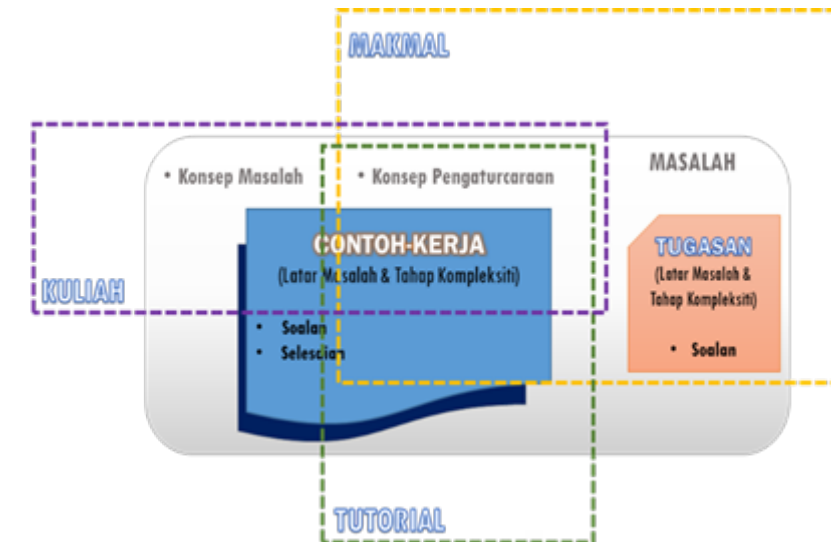 MAKMAL
MASALAH
• Konsep Masalah
• Konsep Pengaturcaraan
CONTOH-KERJA
(Latar Masalah & Tahap Kompleksiti)
• Soalan
• Selesaian
TUGASAN
(Latar Masalah &
Tahap Kompleksiti)
• Soalan
KULIAH
TUTORIAL